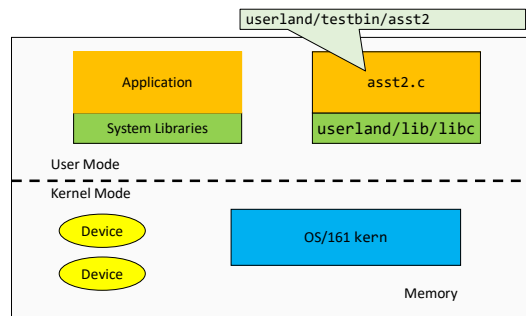 userland/testbin/asst2
Application
asst2.c
System Libraries
userland/lib/libc
User Mode
Kernel Mode
Device
OS/161 kern
Device
Memory